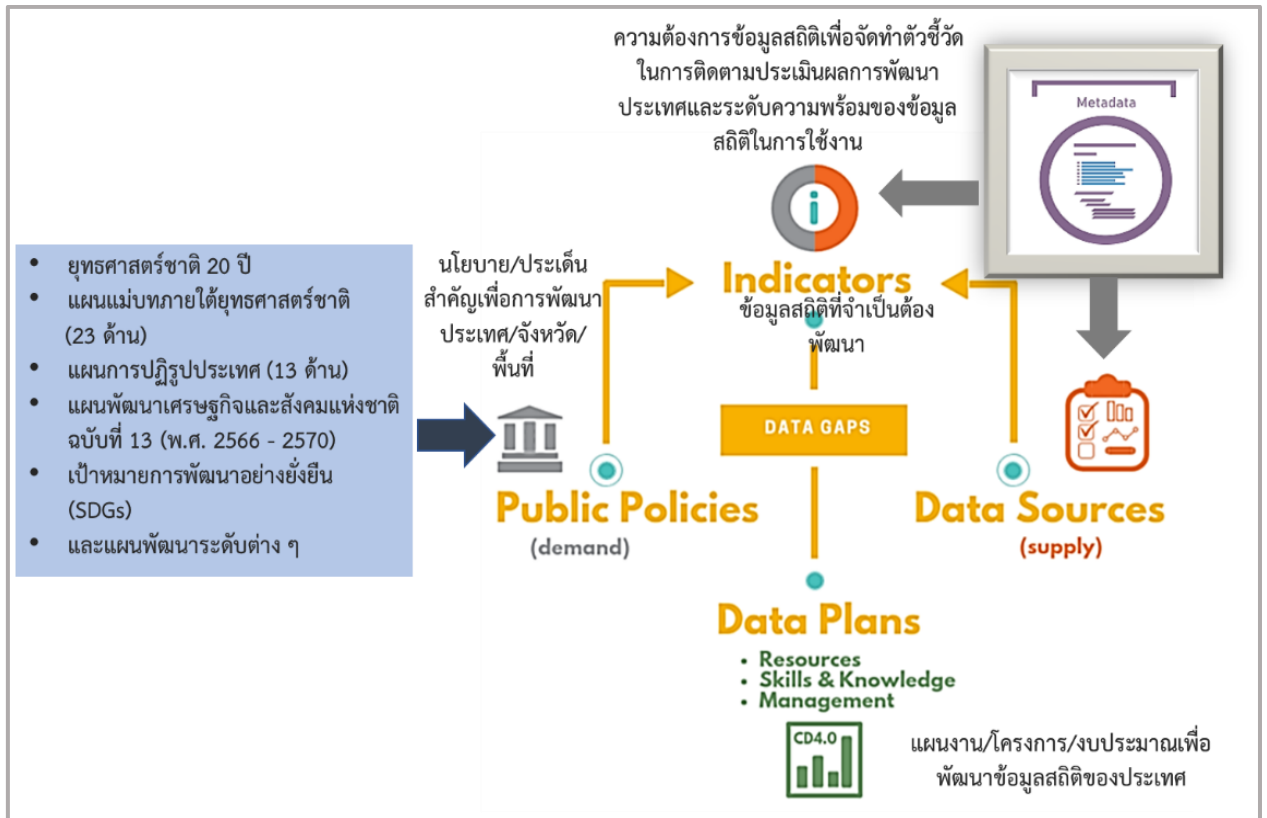 ความต้องการข้อมูลสถิติเพื่อจัดทำตัวชี้วัด
ในการติดตามประเมินผลการพัฒนา
ประเทศและระดับความพร้อมของข้อมูล
สถิติในการใช้งาน
Metadata
• ยุทธศาสตร์ชาติ 20 ปี
• แผนแม่บทภายใต้ยุทธศาสตร์ชาติ
(23 ด้าน)
• แผนการปฏิรูปประเทศ (13 ด้าน)
• แผนพัฒนาเศรษฐกิจและสังคมแห่งชาติ
ฉบับที่ 13 (พ.ศ. 2566 - 2570)
• เป้าหมายการพัฒนาอย่างยั่งยืน
(SDGs)
• และแผนพัฒนาระดับต่าง ๆ
นโยบาย/ประเด็น
สำคัญเพื่อการพัฒนา
ประเทศ/จังหวัด/
พื้นที่
i
Indicators
ข้อมูลสถิติที่จำเป็นต้อง
พัฒนา
DATA GAPS
Public Policies
(demand)
Data Sources
(supply)
Data Plans
• Resources
• Skills & Knowledge
• Management
CD4.0
แผนงาน/โครงการ/งบประมาณเพื่อ
พัฒนาข้อมูลสถิติของประเทศ